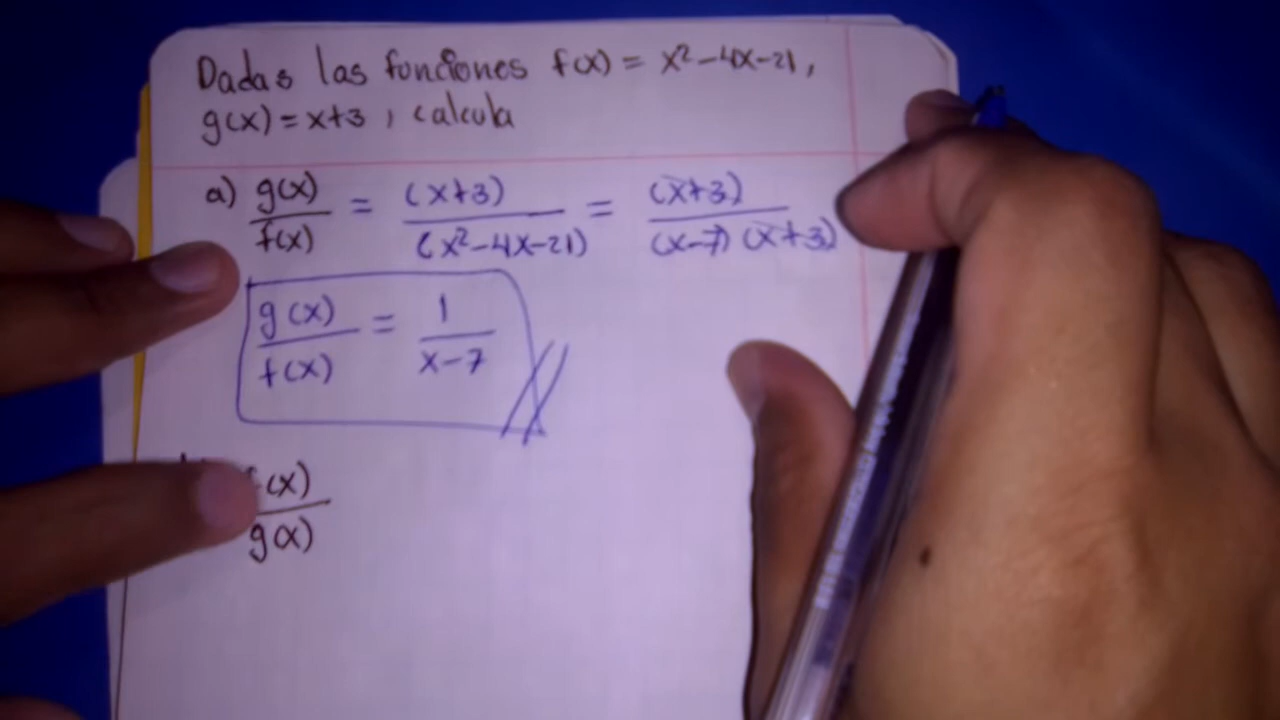 Dadas las funciones f(x) = x²-4x-21,
g(x) = x+3, calcula
a) g(x)/f(x) = (x+3)/(x²-4x-21) = (x+3)/(x-7)(x+3)
g(x)/f(x) = 1/x-7
f(x)/g(x)